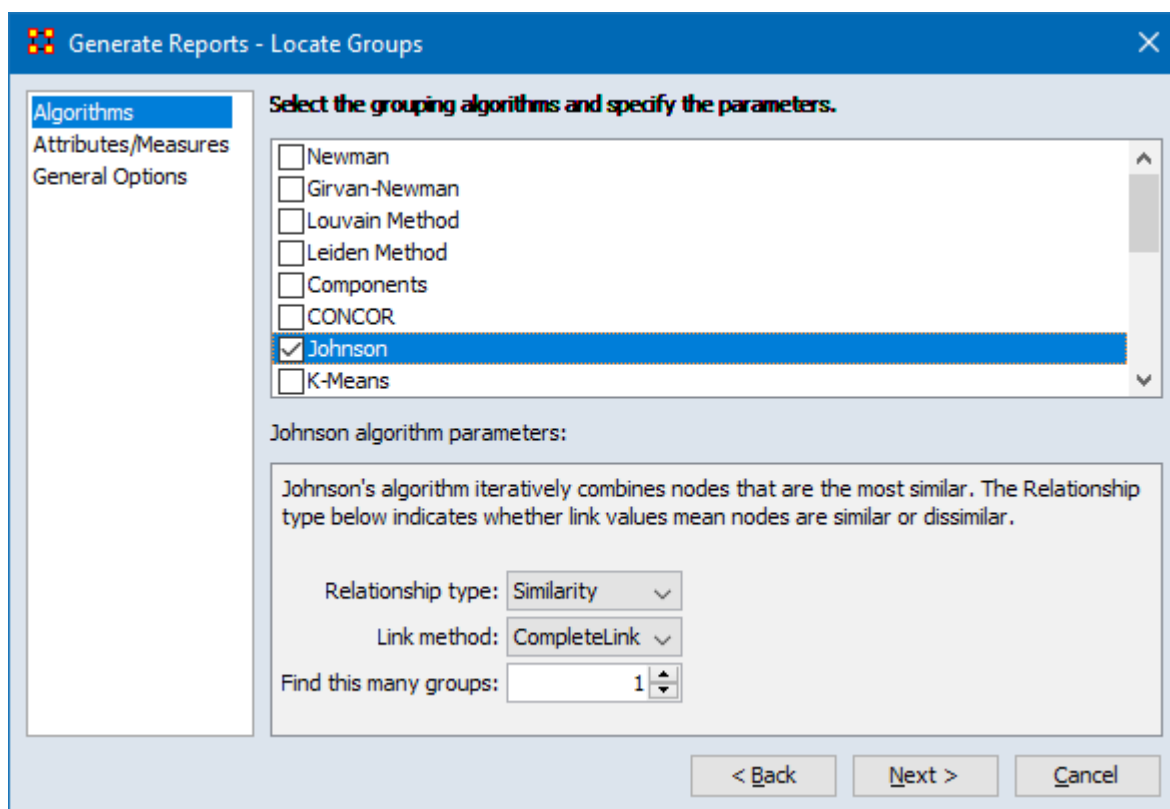 Generate Reports - Locate Groups
Algorithms
Attributes/Measures
General Options
Select the grouping algorithms and specify the parameters.
Newman
Girvan-Newman
Louvain Method
Leiden Method
Components
CONCOR
Johnson
K-Means
Johnson algorithm parameters:
Johnson's algorithm iteratively combines nodes that are the most similar. The Relationship
type below indicates whether link values mean nodes are similar or dissimilar.
Relationship type: Similarity
Link method: CompleteLink
Find this many groups: 1
< Back Next > Cancel